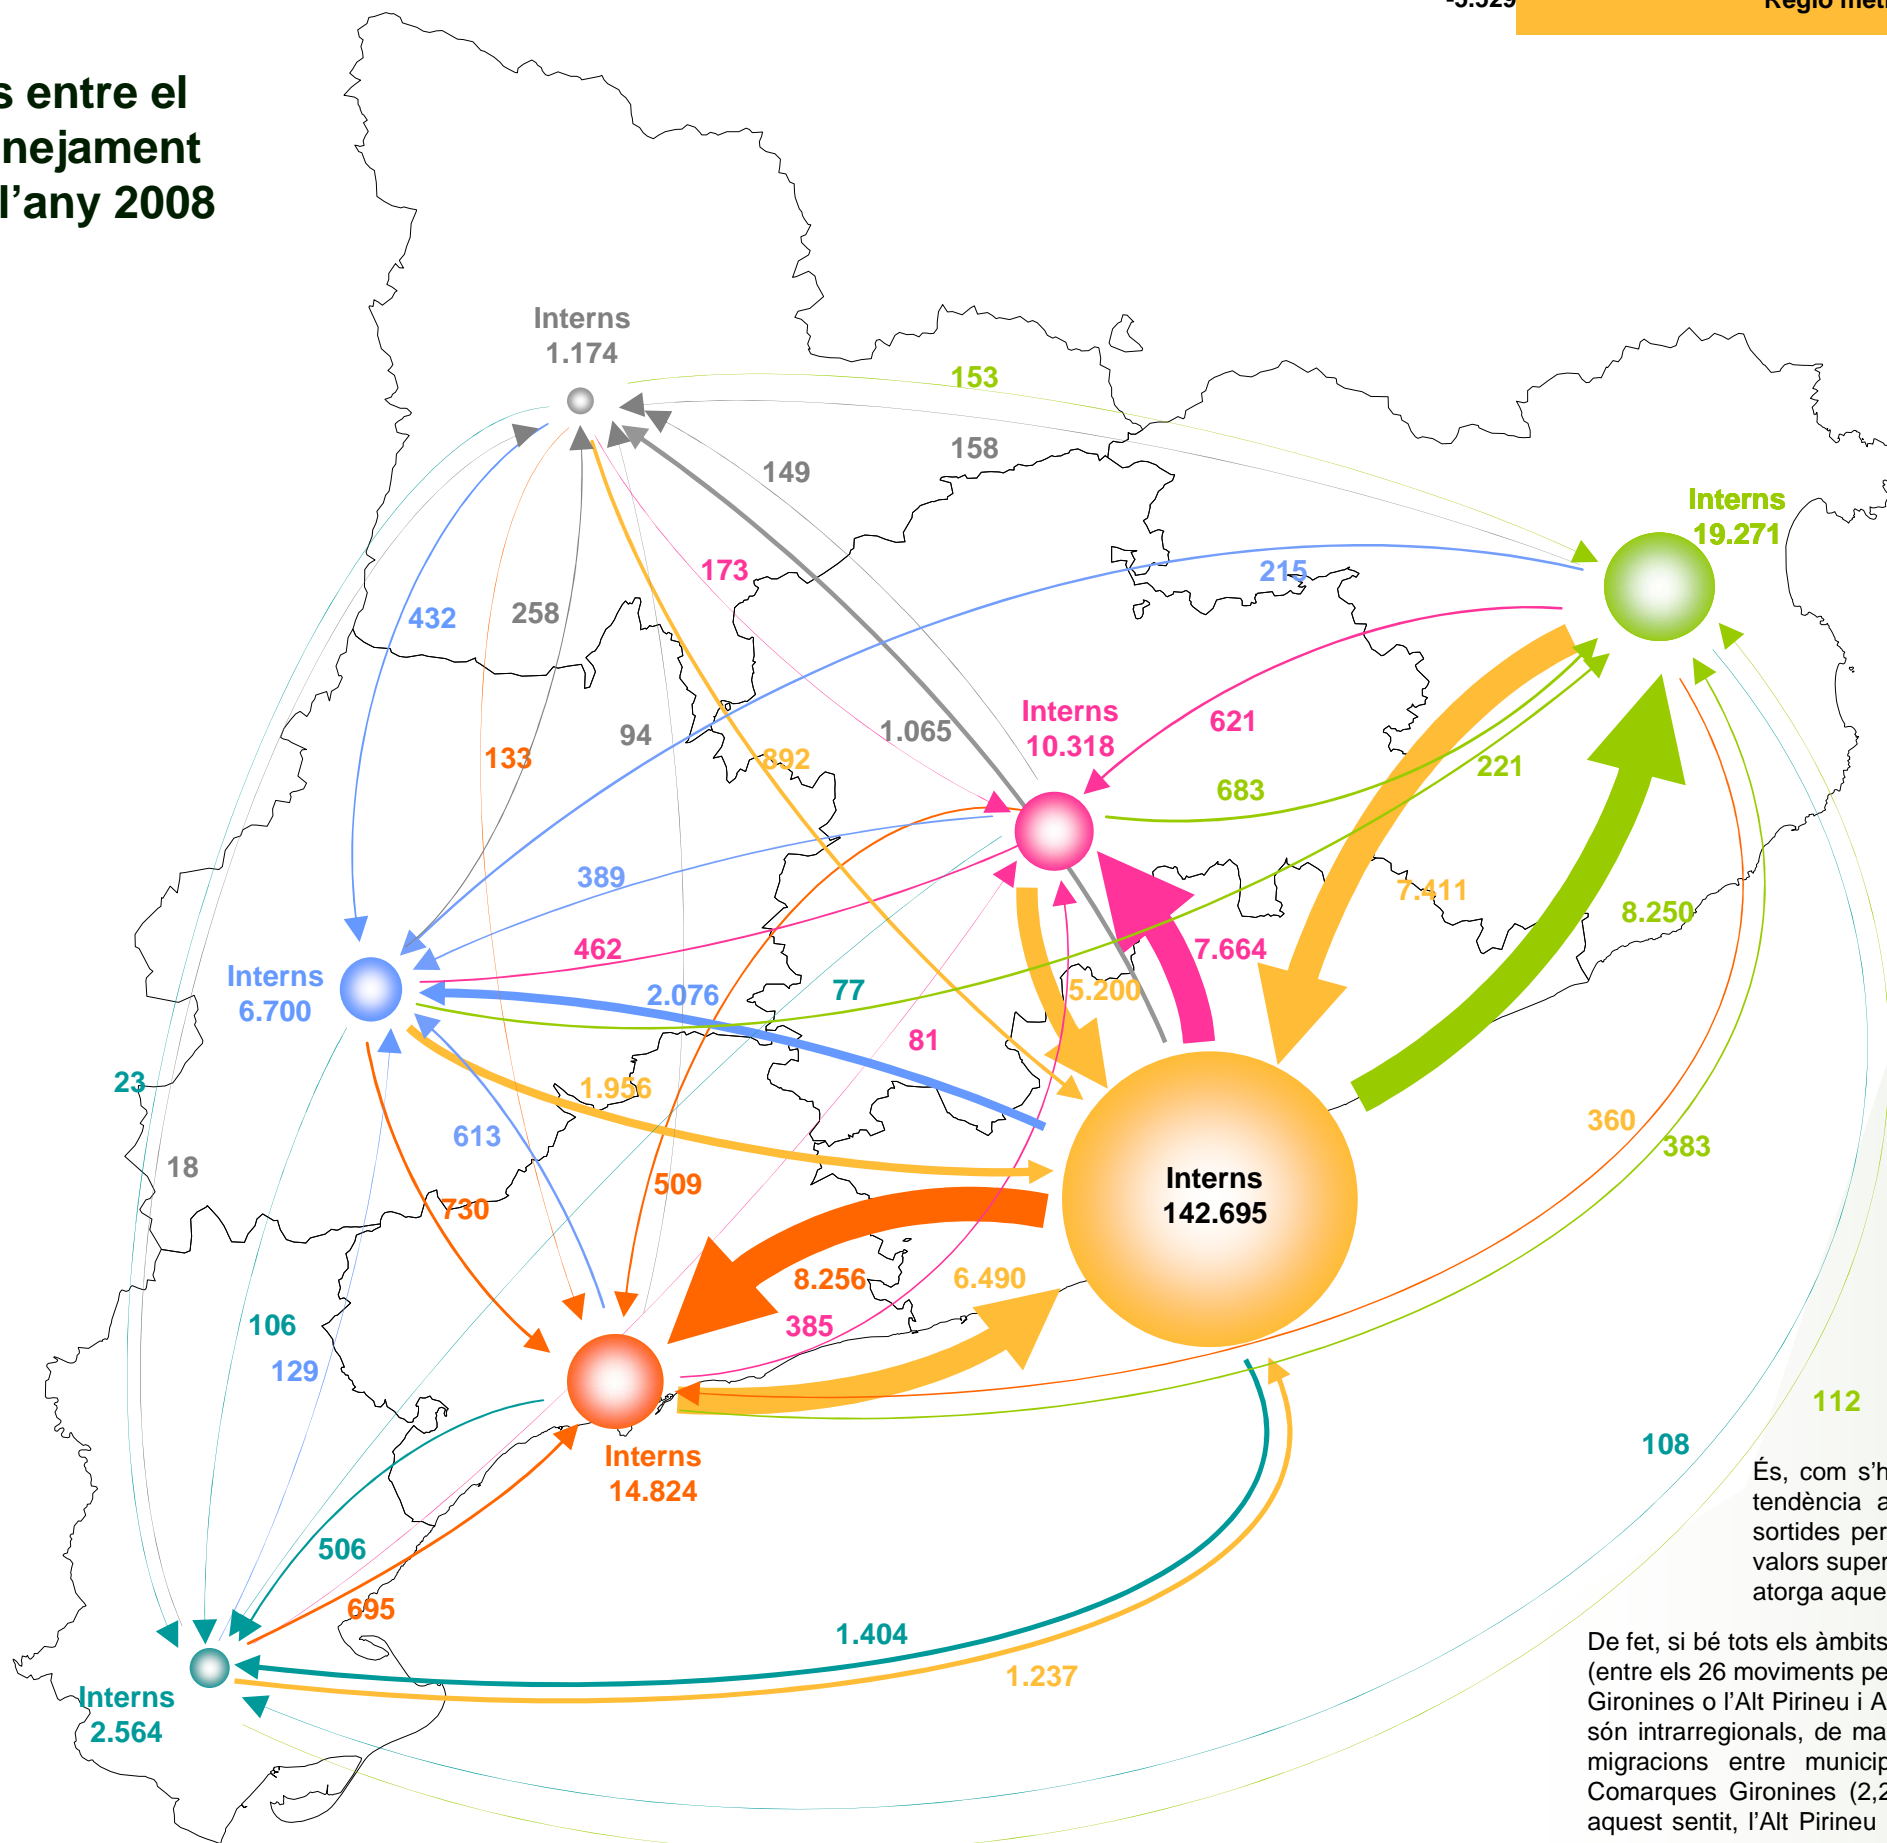 -5.529
s entre el
nejament
l'any 2008
Interns
1.174
153
158
149
Interns
19.271
173
215
432
258
Interns
10.318
621
94
1.065
133
892
221
683
389
7.411
8.250
462
7.664
Interns
6.700
2.076
77
5.200
81
23
1.956
360
613
383
18
Interns
142.695
509
730
8.256
6.490
106
385
129
112
Interns
14.824
108
És, com s'h
tendència a
sortides per
valors super
atorga aque
506
695
1.404
1.237
De fet, si bé tots els àmbits
(entre els 26 moviments pe
Gironines o l'Alt Pirineu i A
són intrarregionals, de ma
migracions entre municip
Comarques Gironines (2,2
aquest sentit, l'Alt Pirineu
Interns
2.564